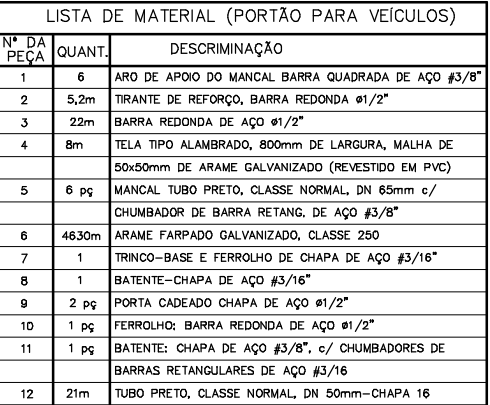 LISTA DE MATERIAL (PORTÃO PARA VEÍCULOS)
Nº DA PEÇA QUANT. DESCRIMINAÇÃO
1 6 ARO DE APOIO DO MANCAL BARRA QUADRADA DE AÇO #3/8"
2 5,2m TIRANTE DE REFORÇO, BARRA REDONDA ø1/2"
3 22m BARRA REDONDA DE AÇO ø1/2"
4 8m TELA TIPO ALAMBRADO, 800mm DE LARGURA, MALHA DE
50x50mm DE ARAME GALVANIZADO (REVESTIDO EM PVC)
5 6 pç MANCAL TUBO PRETO, CLASSE NORMAL, DN 65mm c/
CHUMBADOR DE BARRA RETANG. DE AÇO #3/8"
6 4630m ARAME FARPADO GALVANIZADO, CLASSE 250
7 1 TRINCO-BASE E FERROLHO DE CHAPA DE AÇO #3/16"
8 1 BATENTE-CHAPA DE AÇO #3/16"
9 2 pç PORTA CADEADO CHAPA DE AÇO ø1/2"
10 1 pç FERROLHO: BARRA REDONDA DE AÇO ø1/2"
11 1 pç BATENTE: CHAPA DE AÇO #3/8", c/ CHUMBADORES DE
BARRAS RETANGULARES DE AÇO #3/16
12 21m TUBO PRETO, CLASSE NORMAL, DN 50mm-CHAPA 16